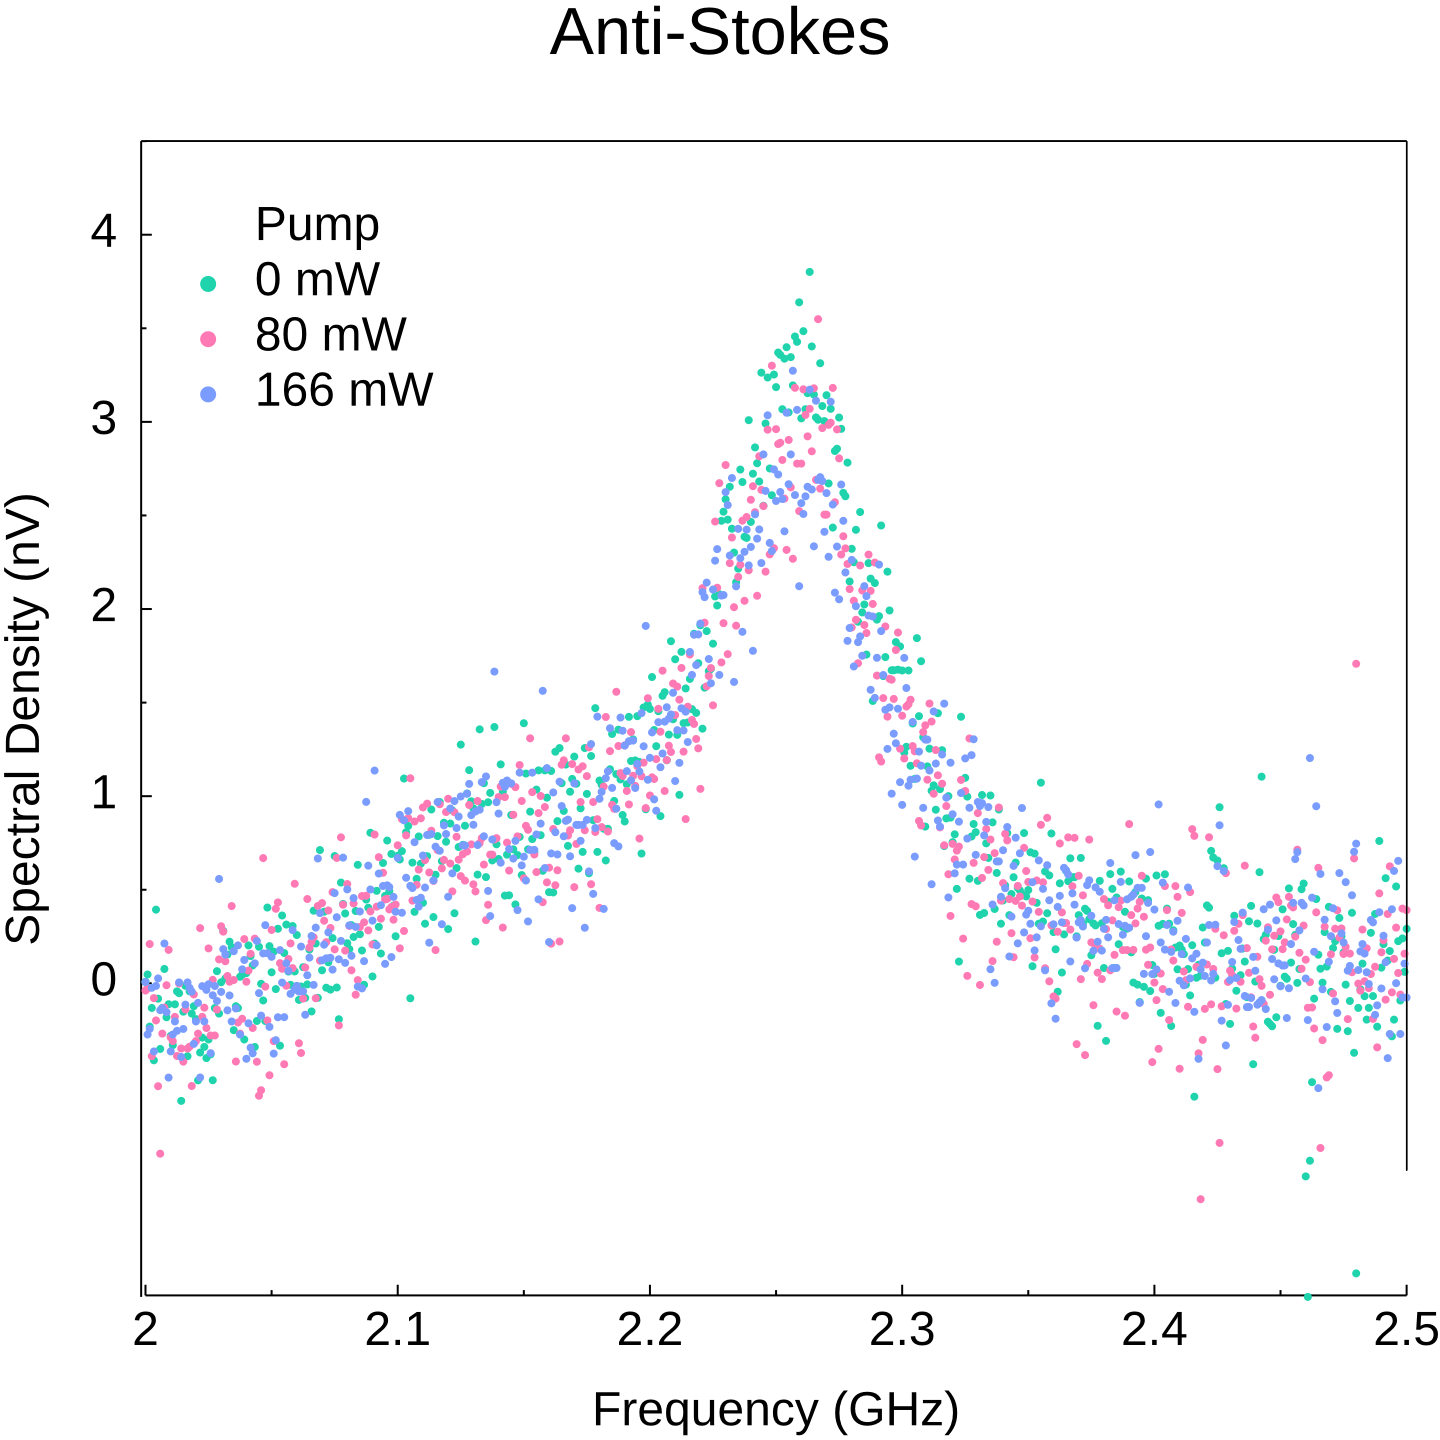 Anti-Stokes
Pump
0 mW
80 mW
166 mW
4
3
2
1
0
Spectral Density (nV)
2
2.1
2.2
2.3
2.4
2.5
Frequency (GHz)